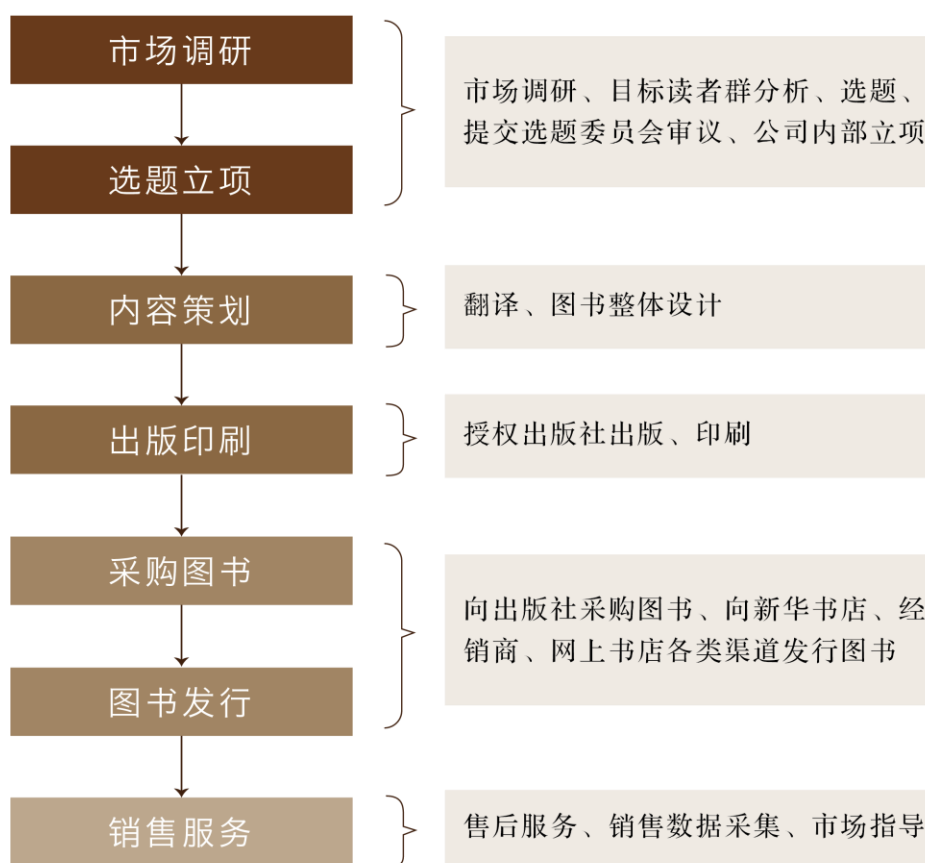 市场调研
市场调研、目标读者群分析、选题、
提交选题委员会审议、公司内部立项
选题立项
内容策划
翻译、图书整体设计
出版印刷
授权出版社出版、印刷
采购图书
向出版社采购图书、向新华书店、经
销商、网上书店各类渠道发行图书
图书发行
销售服务
售后服务、销售数据采集、市场指导